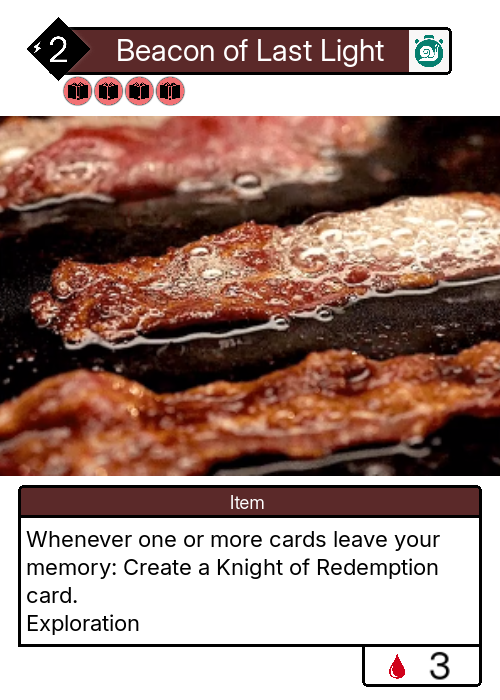 2
Beacon of Last Light
Item
Whenever one or more cards leave your
memory: Create a Knight of Redemption
card.
Exploration
3